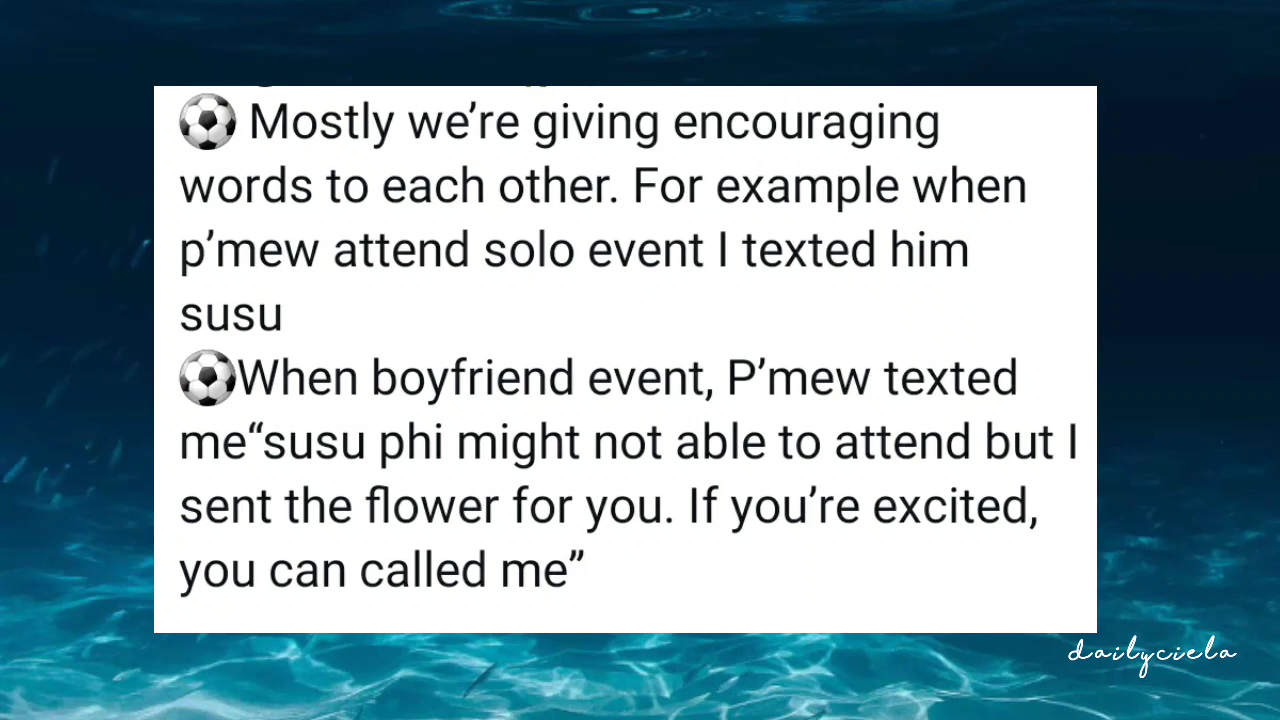 ⚽ Mostly we’re giving encouraging
words to each other. For example when
p’mew attend solo event I texted him
susu
⚽When boyfriend event, P’mew texted
me“susu phi might not able to attend but I
sent the flower for you. If you’re excited,
you can called me”
dailyciela